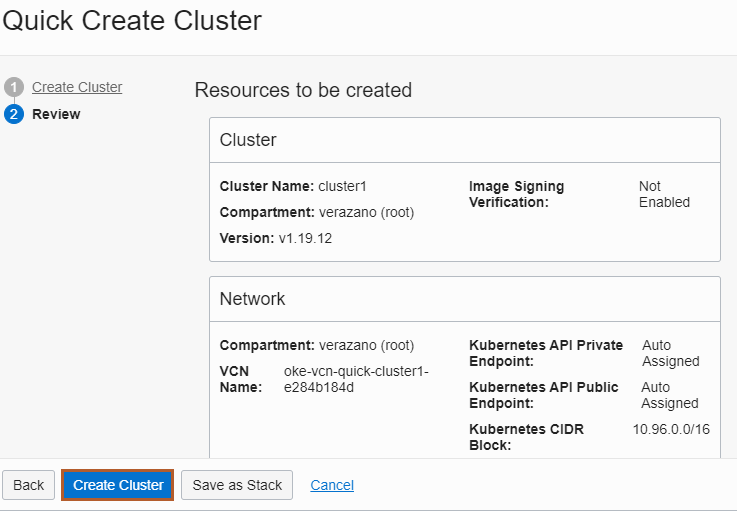 Quick Create Cluster
1 Create Cluster
2 Review
Resources to be created
Cluster
Cluster Name: cluster1
Compartment: verazano (root)
Version: v1.19.12
Image Signing Verification: Not Enabled
Network
Compartment: verazano (root)
VCN Name: oke-vcn-quick-cluster1-e284b184d
Kubernetes API Private Endpoint: Auto Assigned
Kubernetes API Public Endpoint: Auto Assigned
Kubernetes CIDR Block: 10.96.0.0/16
Back
Create Cluster
Save as Stack
Cancel